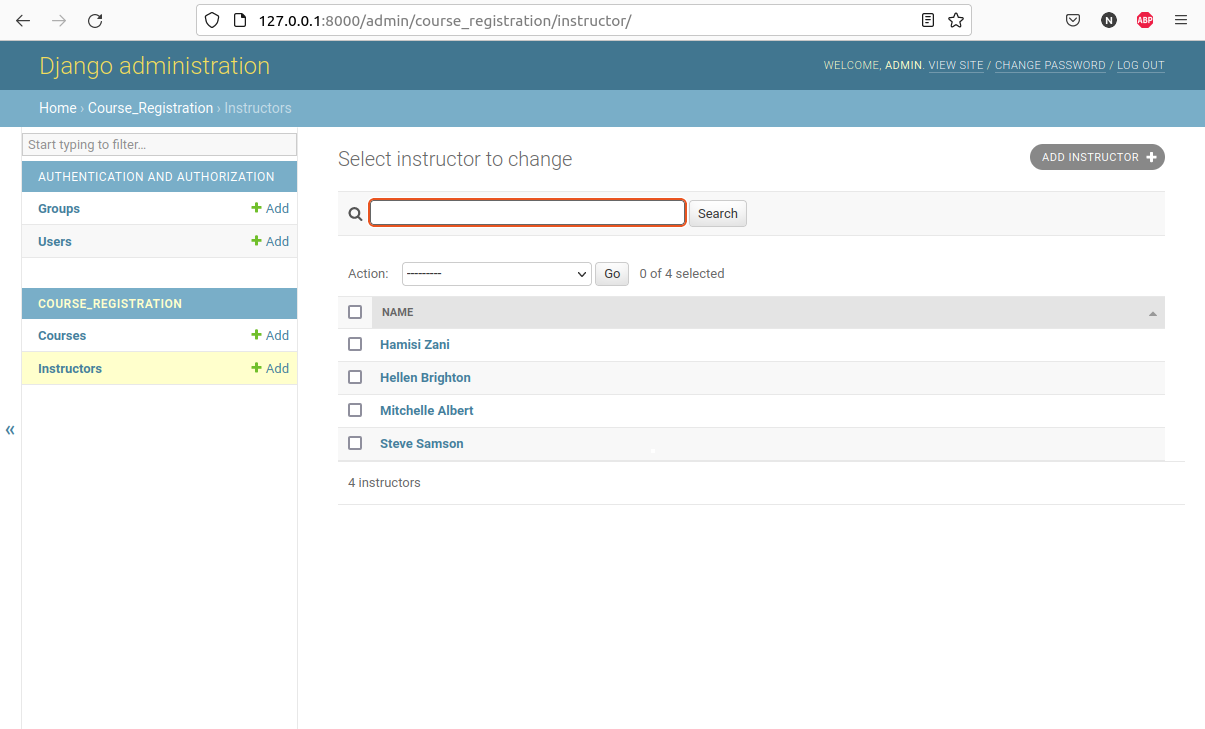 127.0.0.1:8000/admin/course_registration/instructor/
N
ABP
Django administration
WELCOME, ADMIN. VIEW SITE / CHANGE PASSWORD / LOG OUT
Home › Course_Registration › Instructors
Start typing to filter…
AUTHENTICATION AND AUTHORIZATION
Groups + Add
Users + Add
COURSE_REGISTRATION
Courses + Add
Instructors + Add
«
Select instructor to change
ADD INSTRUCTOR +
Search
Action: --------- Go 0 of 4 selected
NAME
Hamisi Zani
Hellen Brighton
Mitchelle Albert
Steve Samson
4 instructors